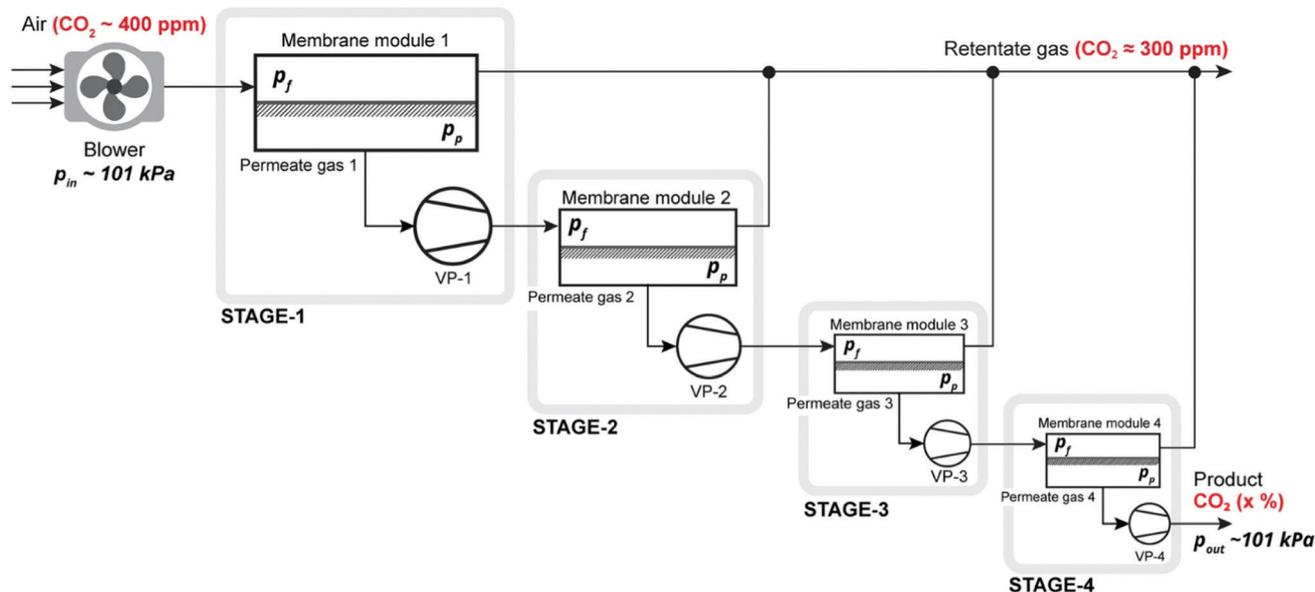 Air (CO₂ ~ 400 ppm)
Blower
p_in ~ 101 kPa
Membrane module 1
p_f
p_p
Permeate gas 1
VP-1
STAGE-1
Retentate gas (CO₂ ≈ 300 ppm)
Membrane module 2
p_f
p_p
Permeate gas 2
VP-2
STAGE-2
Membrane module 3
p_f
p_p
Permeate gas 3
VP-3
STAGE-3
Membrane module 4
p_f
p_p
Permeate gas 4
VP-4
STAGE-4
Product
CO₂ (x %)
p_out ~101 kPa